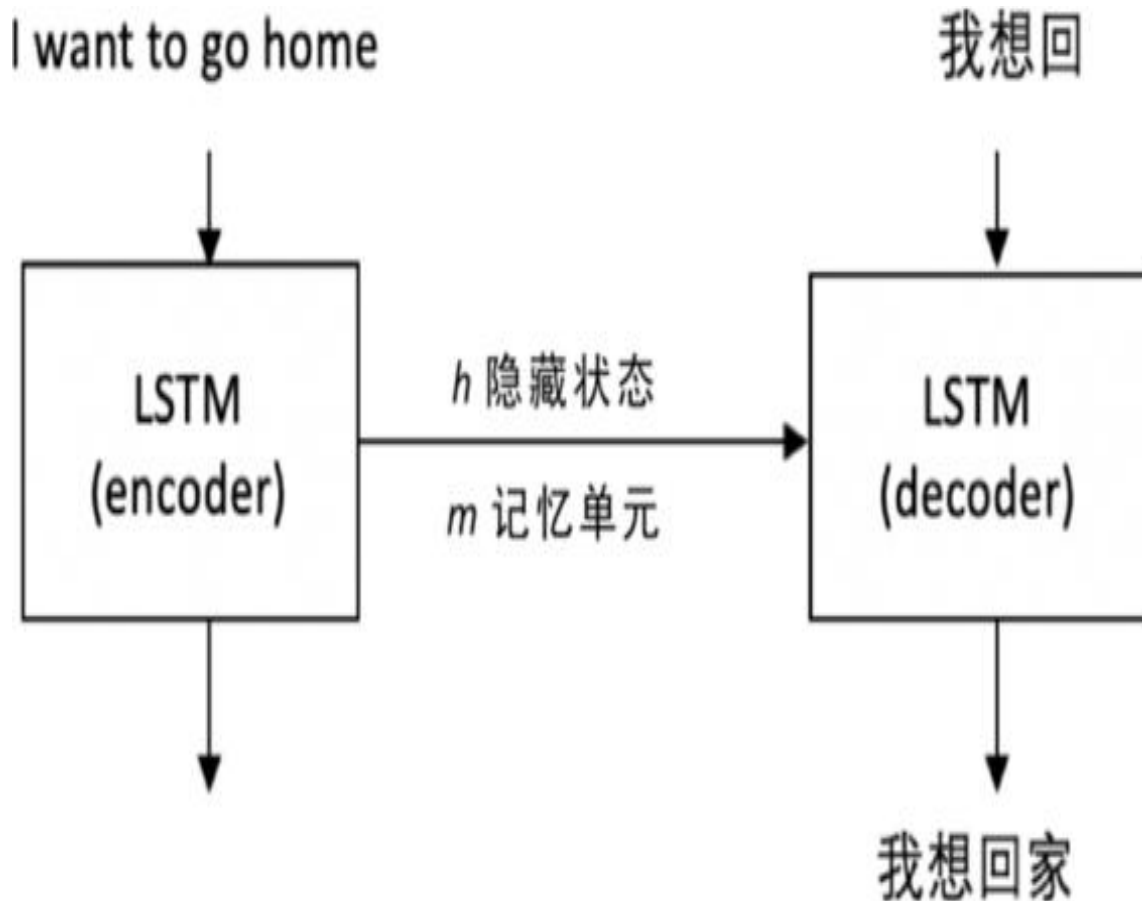 I want to go home
我想回
LSTM
(encoder)
h 隐藏状态
m 记忆单元
LSTM
(decoder)
我想回家